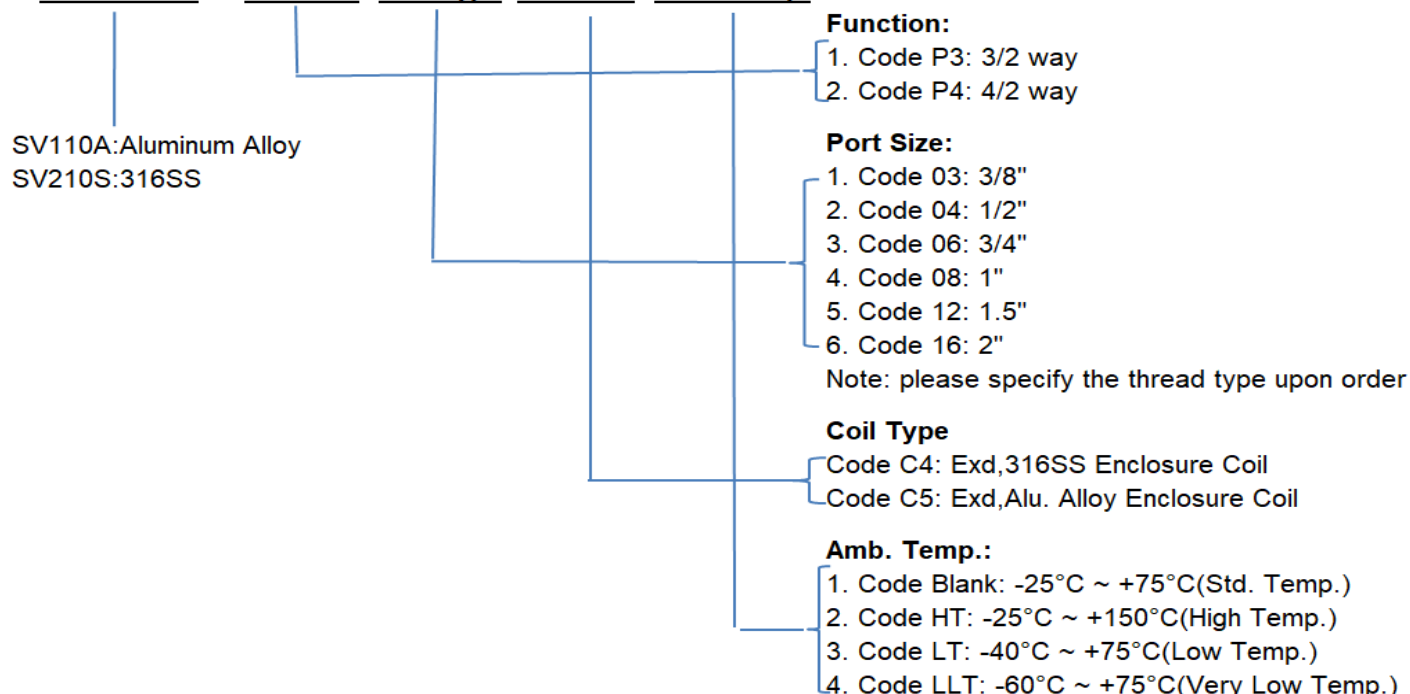 Function:
1. Code P3: 3/2 way
2. Code P4: 4/2 way
SV110A:Aluminum Alloy
SV210S:316SS
Port Size:
1. Code 03: 3/8"
2. Code 04: 1/2"
3. Code 06: 3/4"
4. Code 08: 1"
5. Code 12: 1.5"
6. Code 16: 2"
Note: please specify the thread type upon order
Coil Type
Code C4: Exd,316SS Enclosure Coil
Code C5: Exd,Alu. Alloy Enclosure Coil
Amb. Temp.:
1. Code Blank: -25°C ~ +75°C(Std. Temp.)
2. Code HT: -25°C ~ +150°C(High Temp.)
3. Code LT: -40°C ~ +75°C(Low Temp.)
4. Code LLT: -60°C ~ +75°C(Very Low Temp.)